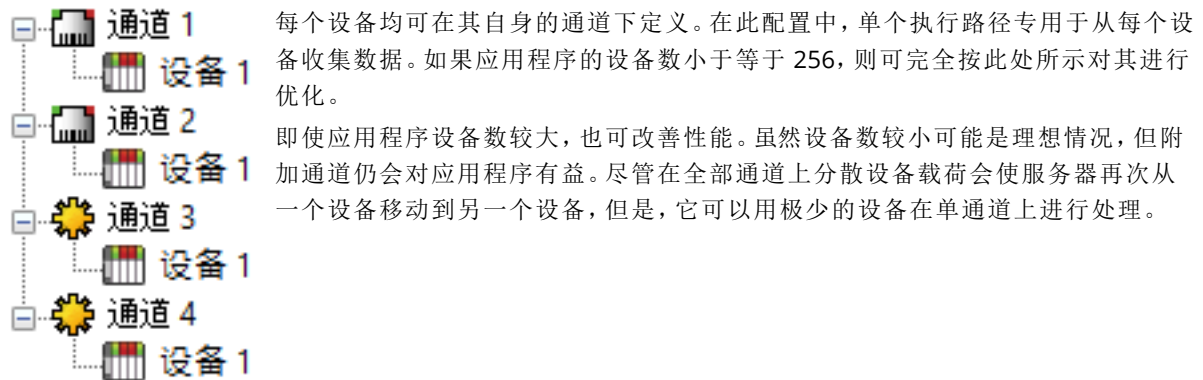 通道 1
设备 1
通道 2
设备 1
通道 3
设备 1
通道 4
设备 1
每个设备均可在其自身的通道下定义。在此配置中，单个执行路径专用于从每个设
备收集数据。如果应用程序的设备数小于等于 256，则可完全按此处所示对其进行
优化。
即使应用程序设备数较大，也可改善性能。虽然设备数较小可能是理想情况，但附
加通道仍会对应用程序有益。尽管在全部通道上分散设备载荷会使服务器再次从
一个设备移动到另一个设备，但是，它可以用极少的设备在单通道上进行处理。